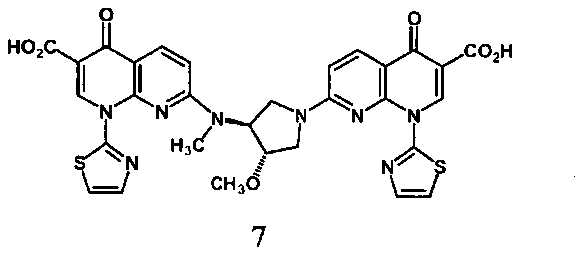 O O
HO₂C CO₂H
N N N N N
N
H₃C
S N N S
CH₃O
7